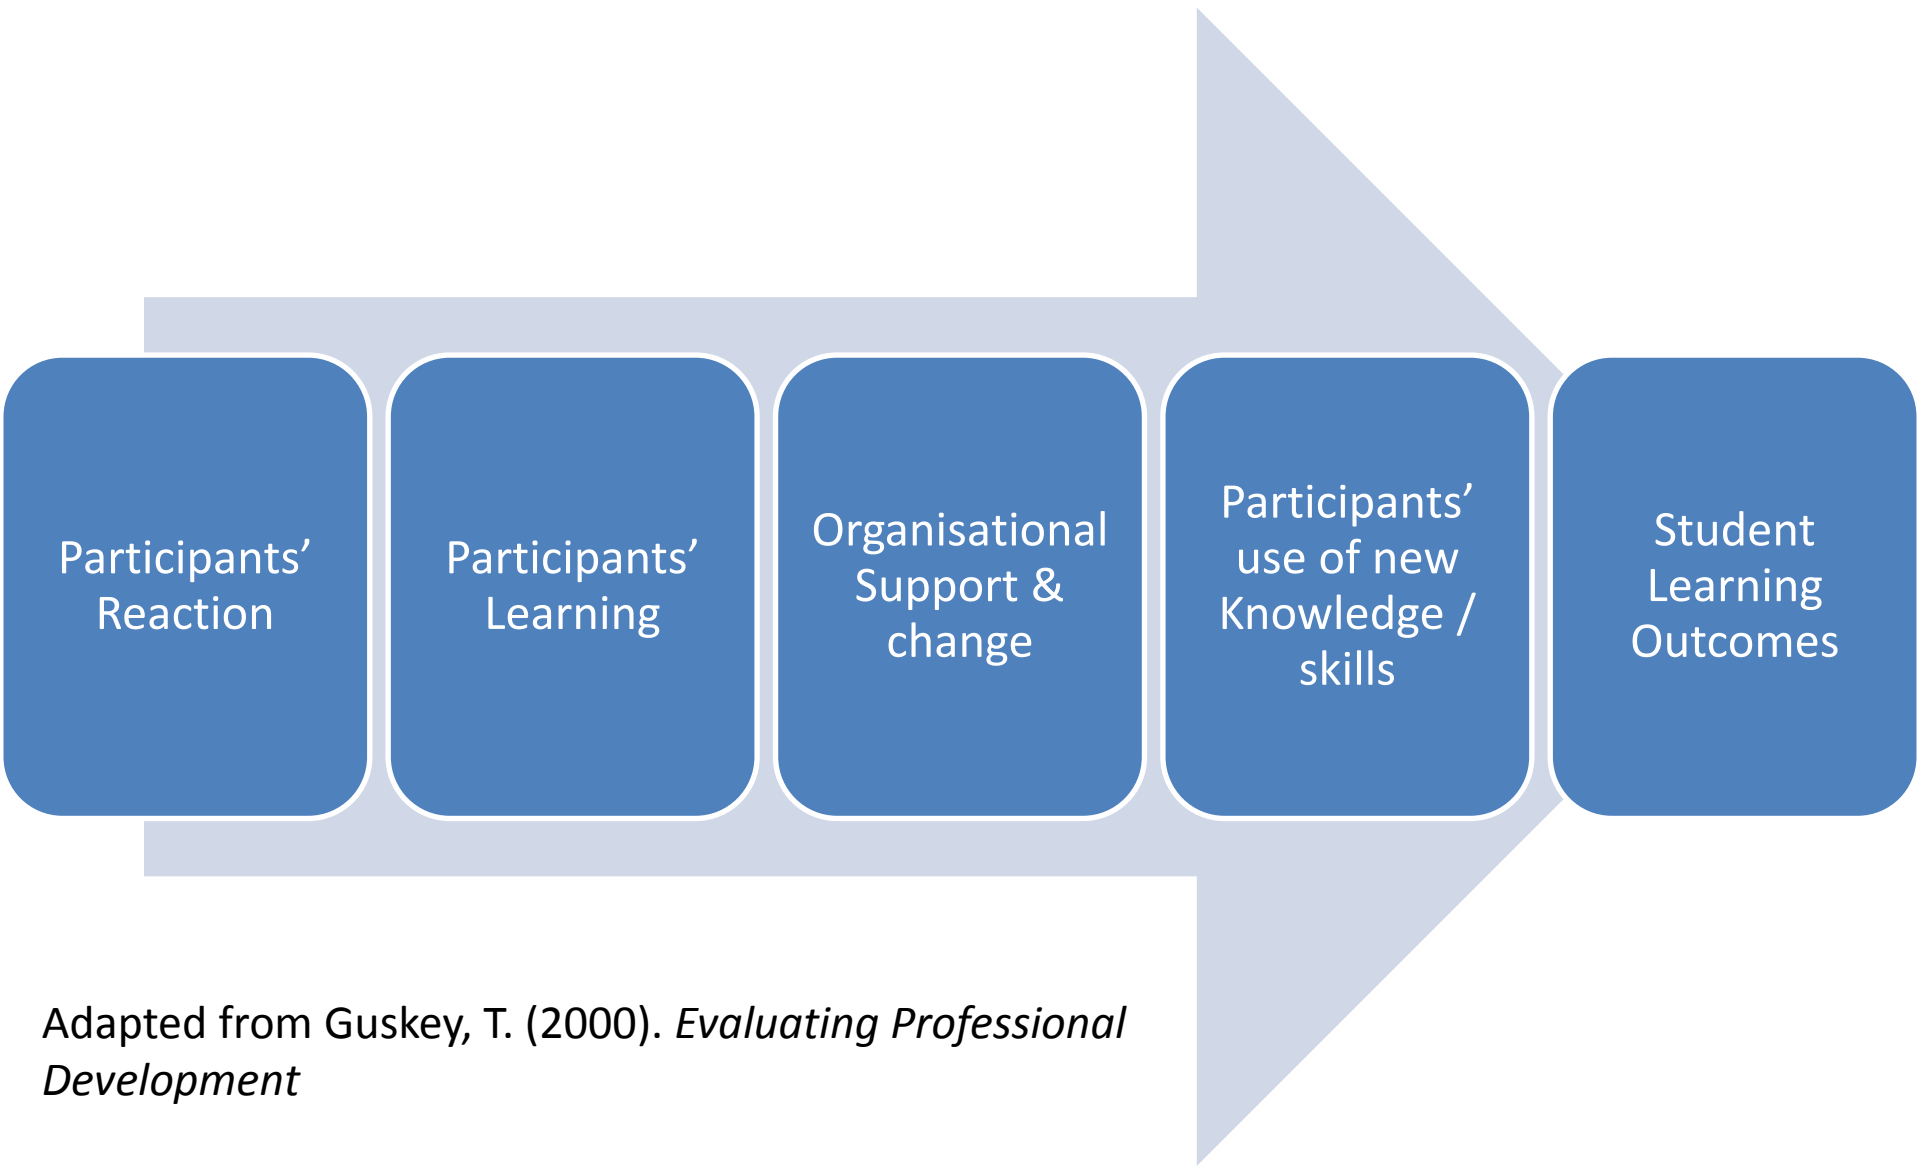 Participants’
Reaction
Participants’
Learning
Organisational
Support &
change
Participants’
use of new
Knowledge /
skills
Student
Learning
Outcomes
Adapted from Guskey, T. (2000). Evaluating Professional
Development